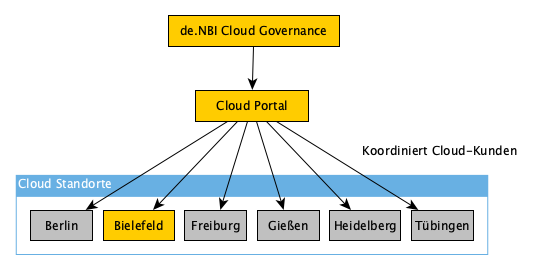 de.NBI Cloud Governance
Cloud Portal
Koordiniert Cloud-Kunden
Cloud Standorte
Berlin
Bielefeld
Freiburg
Gießen
Heidelberg
Tübingen